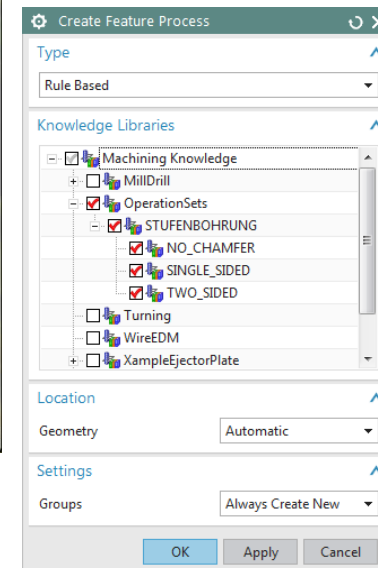 Create Feature Process
Type
Rule Based
Knowledge Libraries
Machining Knowledge
MillDrill
OperationSets
STUFENBOHRUNG
NO_CHAMFER
SINGLE_SIDED
TWO_SIDED
Turning
WireEDM
XampleEjectorPlate
Location
Geometry Automatic
Settings
Groups Always Create New
OK Apply Cancel